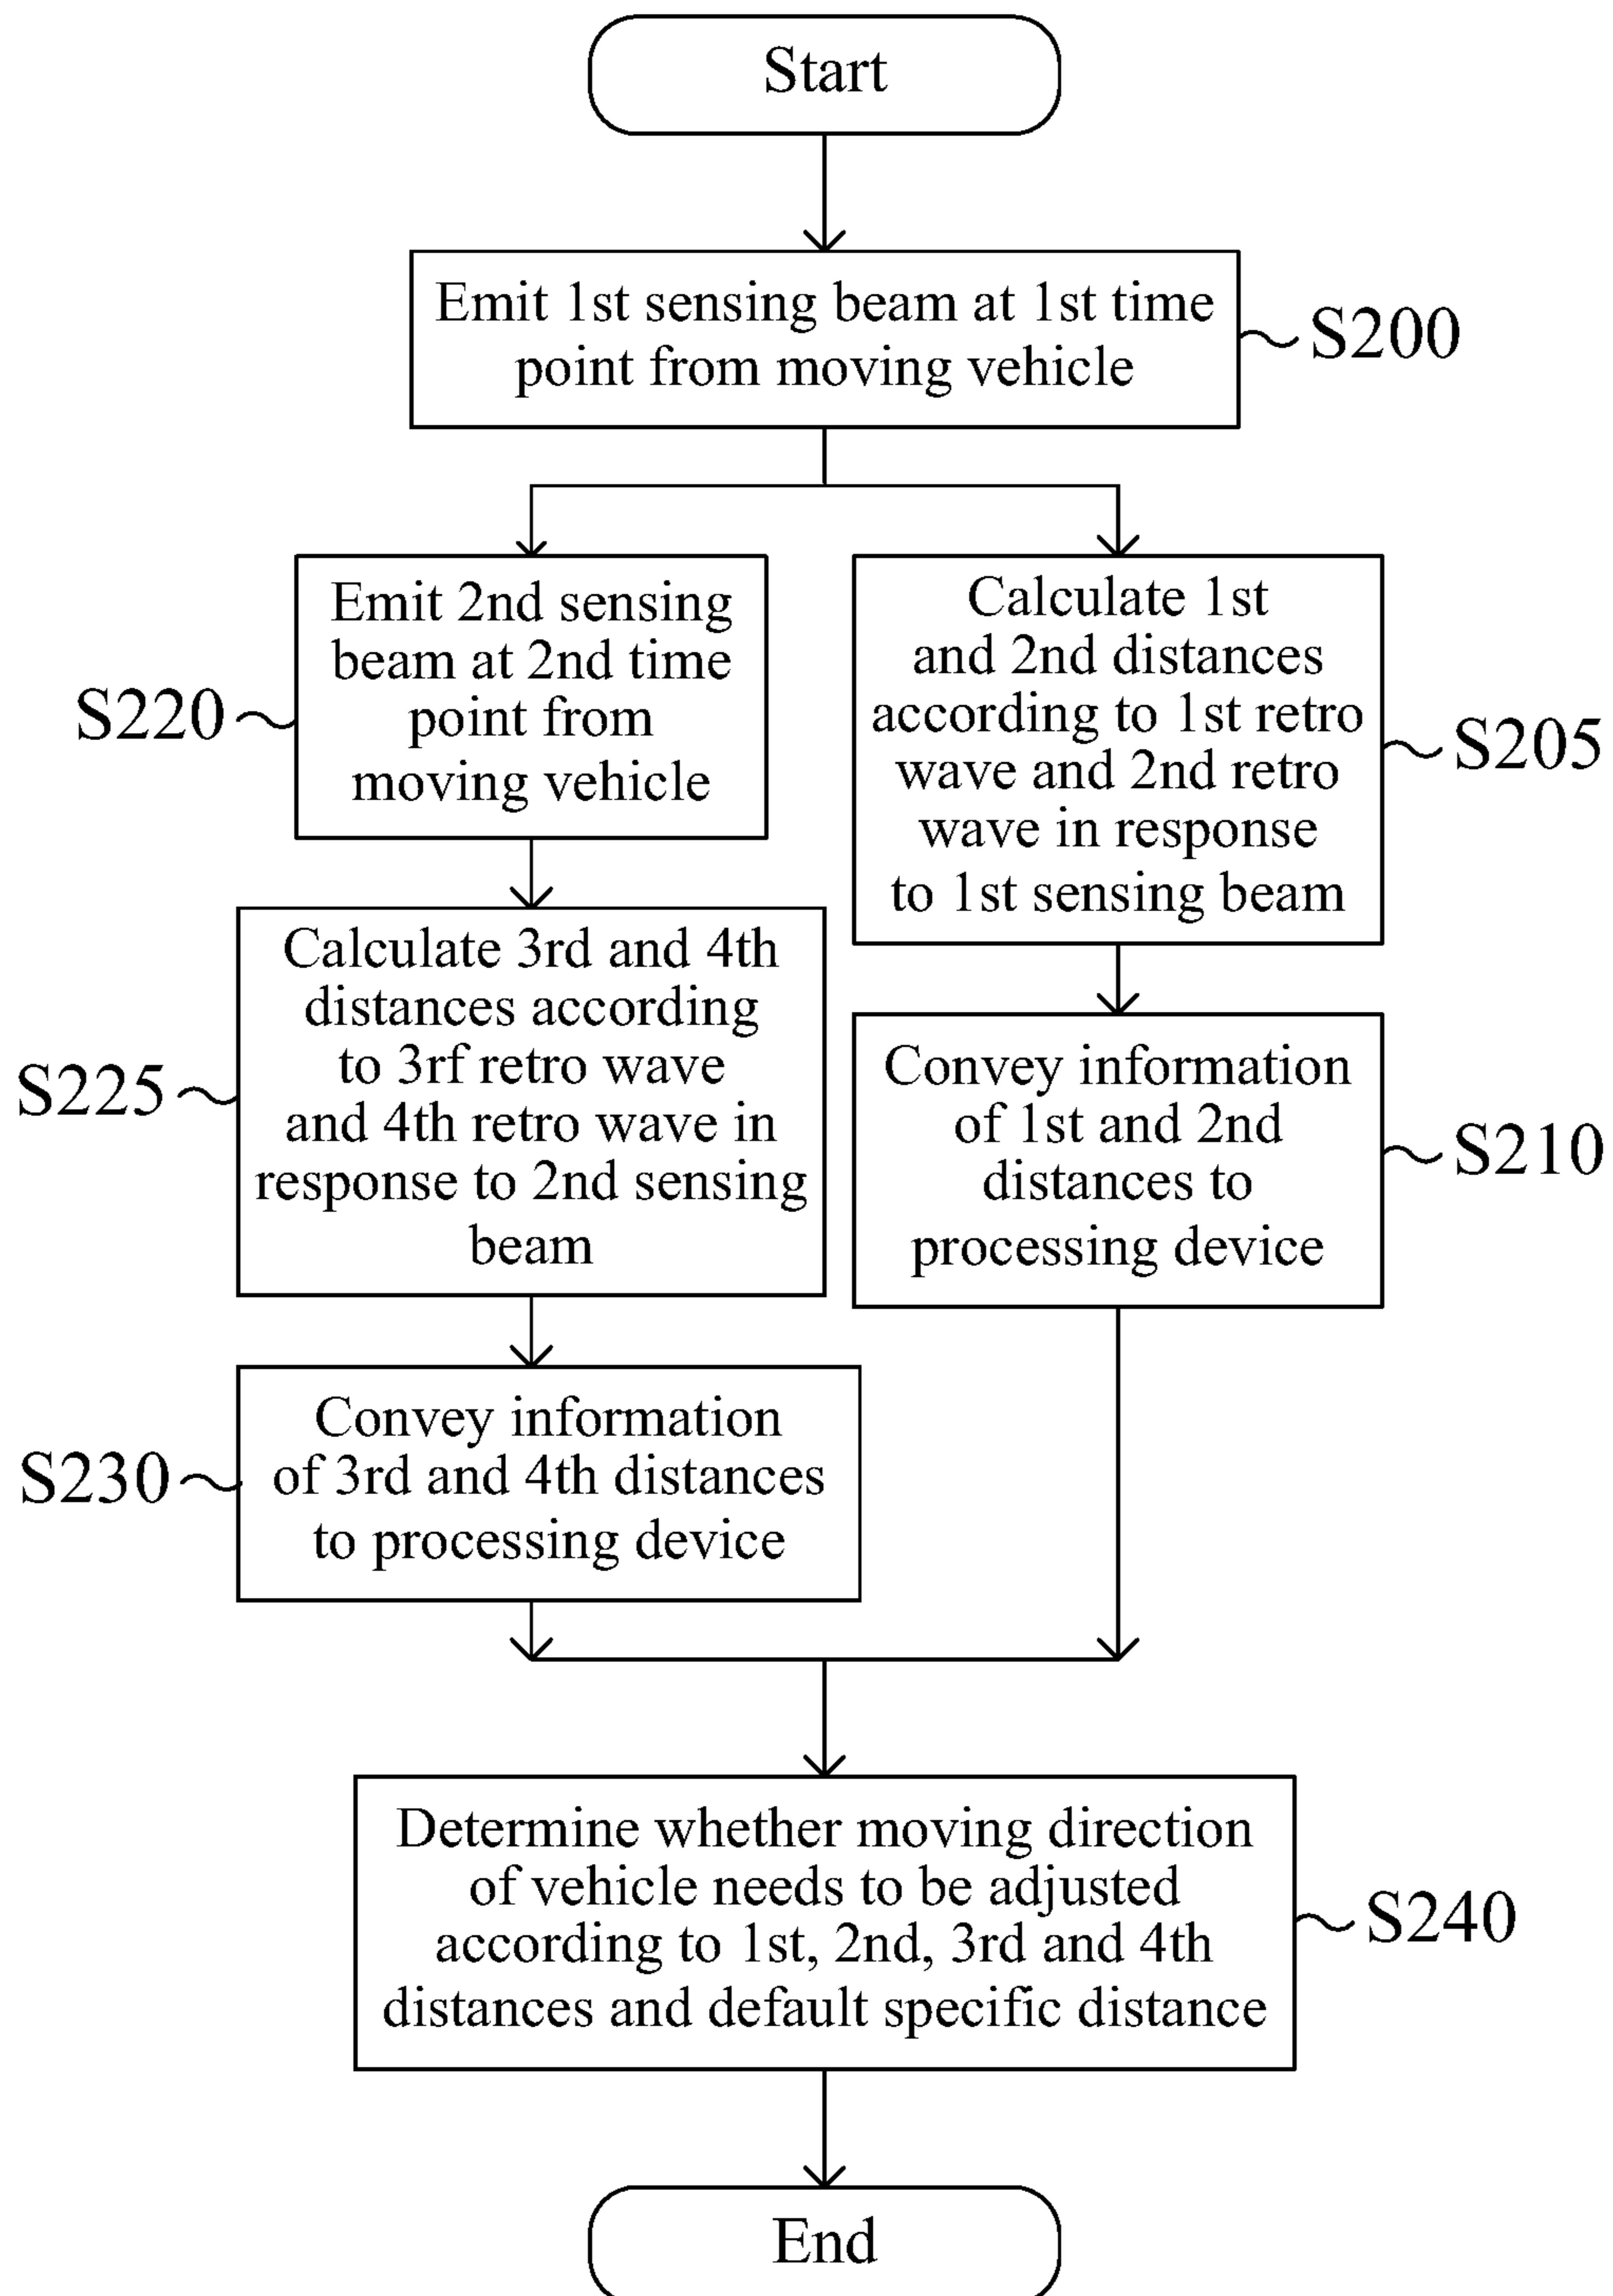 Start
Emit 1st sensing beam at 1st time
point from moving vehicle
S200
Emit 2nd sensing
beam at 2nd time
point from
moving vehicle
S220
Calculate 1st
and 2nd distances
according to 1st retro
wave and 2nd retro
wave in response
to 1st sensing beam
S205
Calculate 3rd and 4th
distances according
to 3rf retro wave
and 4th retro wave in
response to 2nd sensing
beam
S225
Convey information
of 1st and 2nd
distances to
processing device
S210
Convey information
of 3rd and 4th distances
to processing device
S230
Determine whether moving direction
of vehicle needs to be adjusted
according to 1st, 2nd, 3rd and 4th
distances and default specific distance
S240
End